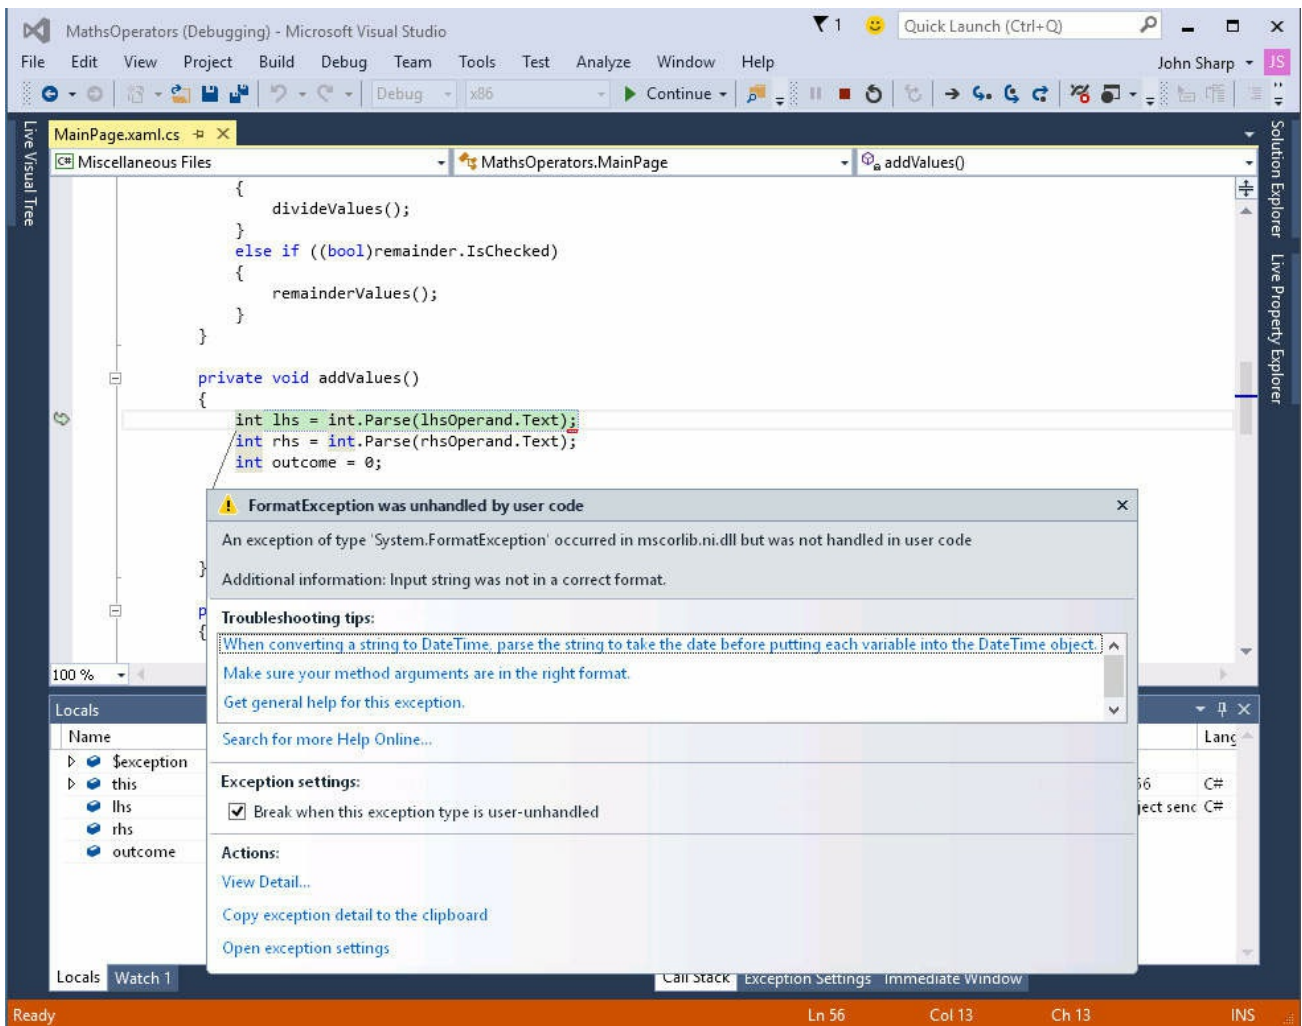 MathsOperators (Debugging) - Microsoft Visual Studio
1
Quick Launch (Ctrl+Q)
File Edit View Project Build Debug Team Tools Test Analyze Window Help
John Sharp JS
Debug x86 Continue
Live Visual Tree
MainPage.xaml.cs
Solution Explorer
Live Property Explorer
C# Miscellaneous Files MathsOperators.MainPage addValues()
{
divideValues();
}
else if ((bool)remainder.IsChecked)
{
remainderValues();
}
}
private void addValues()
{
int lhs = int.Parse(lhsOperand.Text);
int rhs = int.Parse(rhsOperand.Text);
int outcome = 0;
}
p
{
FormatException was unhandled by user code
An exception of type 'System.FormatException' occurred in mscorlib.ni.dll but was not handled in user code
Additional information: Input string was not in a correct format.
Troubleshooting tips:
When converting a string to DateTime, parse the string to take the date before putting each variable into the DateTime object.
Make sure your method arguments are in the right format.
Get general help for this exception.
Search for more Help Online...
Exception settings:
Break when this exception type is user-unhandled
Actions:
View Detail...
Copy exception detail to the clipboard
Open exception settings
100 %
Locals
Name
$exception
this
lhs
rhs
outcome
Lang
C#
C#
Locals Watch 1
Call Stack Exception Settings Immediate Window
Ready Ln 56 Col 13 Ch 13 INS